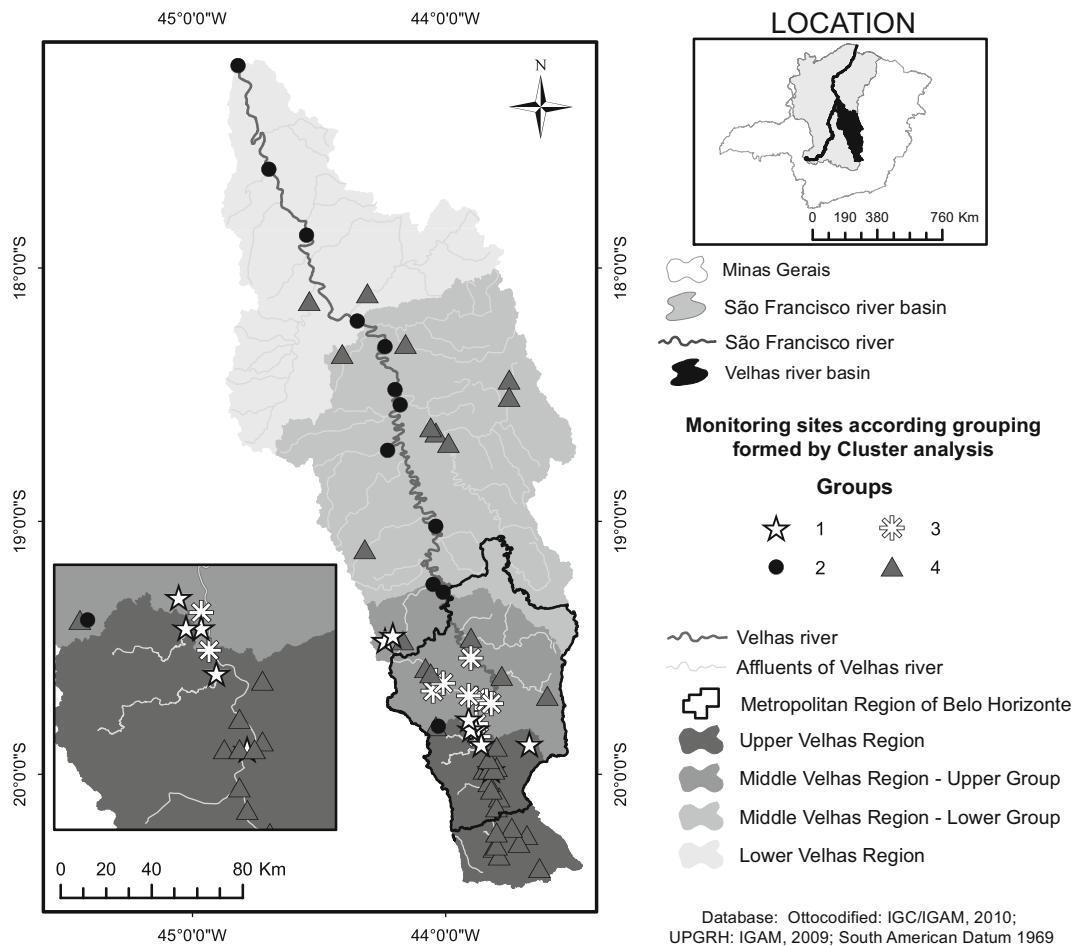 45°0'0"W 44°0'0"W
LOCATION
N
0 190 380 760 Km
18°0'0"S 18°0'0"S
Minas Gerais
São Francisco river basin
São Francisco river
Velhas river basin
Monitoring sites according grouping
formed by Cluster analysis
Groups
1 3
2 4
19°0'0"S 19°0'0"S
Velhas river
Affluents of Velhas river
Metropolitan Region of Belo Horizonte
Upper Velhas Region
20°0'0"S 20°0'0"S
Middle Velhas Region - Upper Group
Middle Velhas Region - Lower Group
Lower Velhas Region
0 20 40 80 Km
45°0'0"W 44°0'0"W
Database: Ottocodified: IGC/IGAM, 2010;
UPGRH: IGAM, 2009; South American Datum 1969